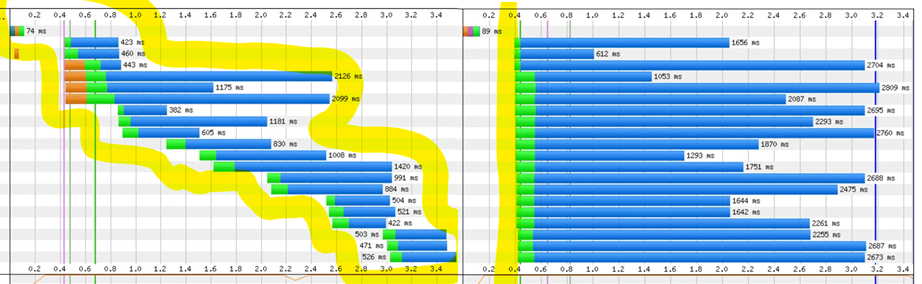 0.2 0.4 0.6 0.8 1.0 1.2 1.4 1.6 1.8 2.0 2.2 2.4 2.6 2.8 3.0 3.2 3.4
74 ms
423 ms
460 ms
443 ms
2126 ms
1175 ms
2099 ms
382 ms
1181 ms
605 ms
830 ms
1008 ms
1420 ms
991 ms
884 ms
504 ms
521 ms
422 ms
503 ms
471 ms
526 ms
0.2 0.4 0.6 0.8 1.0 1.2 1.4 1.6 1.8 2.0 2.2 2.4 2.6 2.8 3.0 3.2 3.4
0.2 0.4 0.6 0.8 1.0 1.2 1.4 1.6 1.8 2.0 2.2 2.4 2.6 2.8 3.0 3.2 3.4
89 ms
1656 ms
612 ms
2704 ms
1053 ms
2809 ms
2087 ms
2695 ms
2293 ms
2760 ms
1870 ms
1293 ms
1751 ms
2688 ms
2475 ms
1644 ms
1642 ms
2261 ms
2255 ms
2687 ms
2673 ms
0.2 0.4 0.6 0.8 1.0 1.2 1.4 1.6 1.8 2.0 2.2 2.4 2.6 2.8 3.0 3.2 3.4